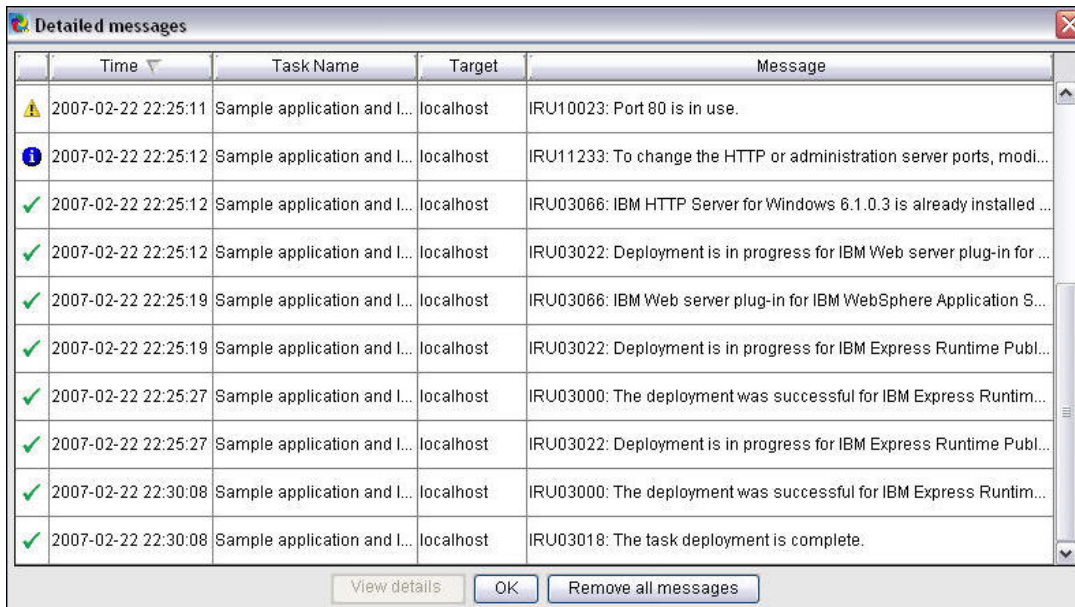 Detailed messages
Time Task Name Target Message
2007-02-22 22:25:11 Sample application and I... localhost IRU10023: Port 80 is in use.
2007-02-22 22:25:12 Sample application and I... localhost IRU11233: To change the HTTP or administration server ports, modi...
2007-02-22 22:25:12 Sample application and I... localhost IRU03066: IBM HTTP Server for Windows 6.1.0.3 is already installed ...
2007-02-22 22:25:12 Sample application and I... localhost IRU03022: Deployment is in progress for IBM Web server plug-in for ...
2007-02-22 22:25:19 Sample application and I... localhost IRU03066: IBM Web server plug-in for IBM WebSphere Application S...
2007-02-22 22:25:19 Sample application and I... localhost IRU03022: Deployment is in progress for IBM Express Runtime Publ...
2007-02-22 22:25:27 Sample application and I... localhost IRU03000: The deployment was successful for IBM Express Runtim...
2007-02-22 22:25:27 Sample application and I... localhost IRU03022: Deployment is in progress for IBM Express Runtime Publ...
2007-02-22 22:30:08 Sample application and I... localhost IRU03000: The deployment was successful for IBM Express Runtim...
2007-02-22 22:30:08 Sample application and I... localhost IRU03018: The task deployment is complete.
View details OK Remove all messages